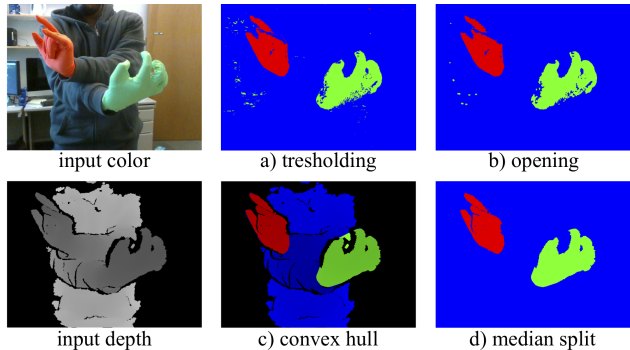 input color
a) tresholding
b) opening
input depth
c) convex hull
d) median split